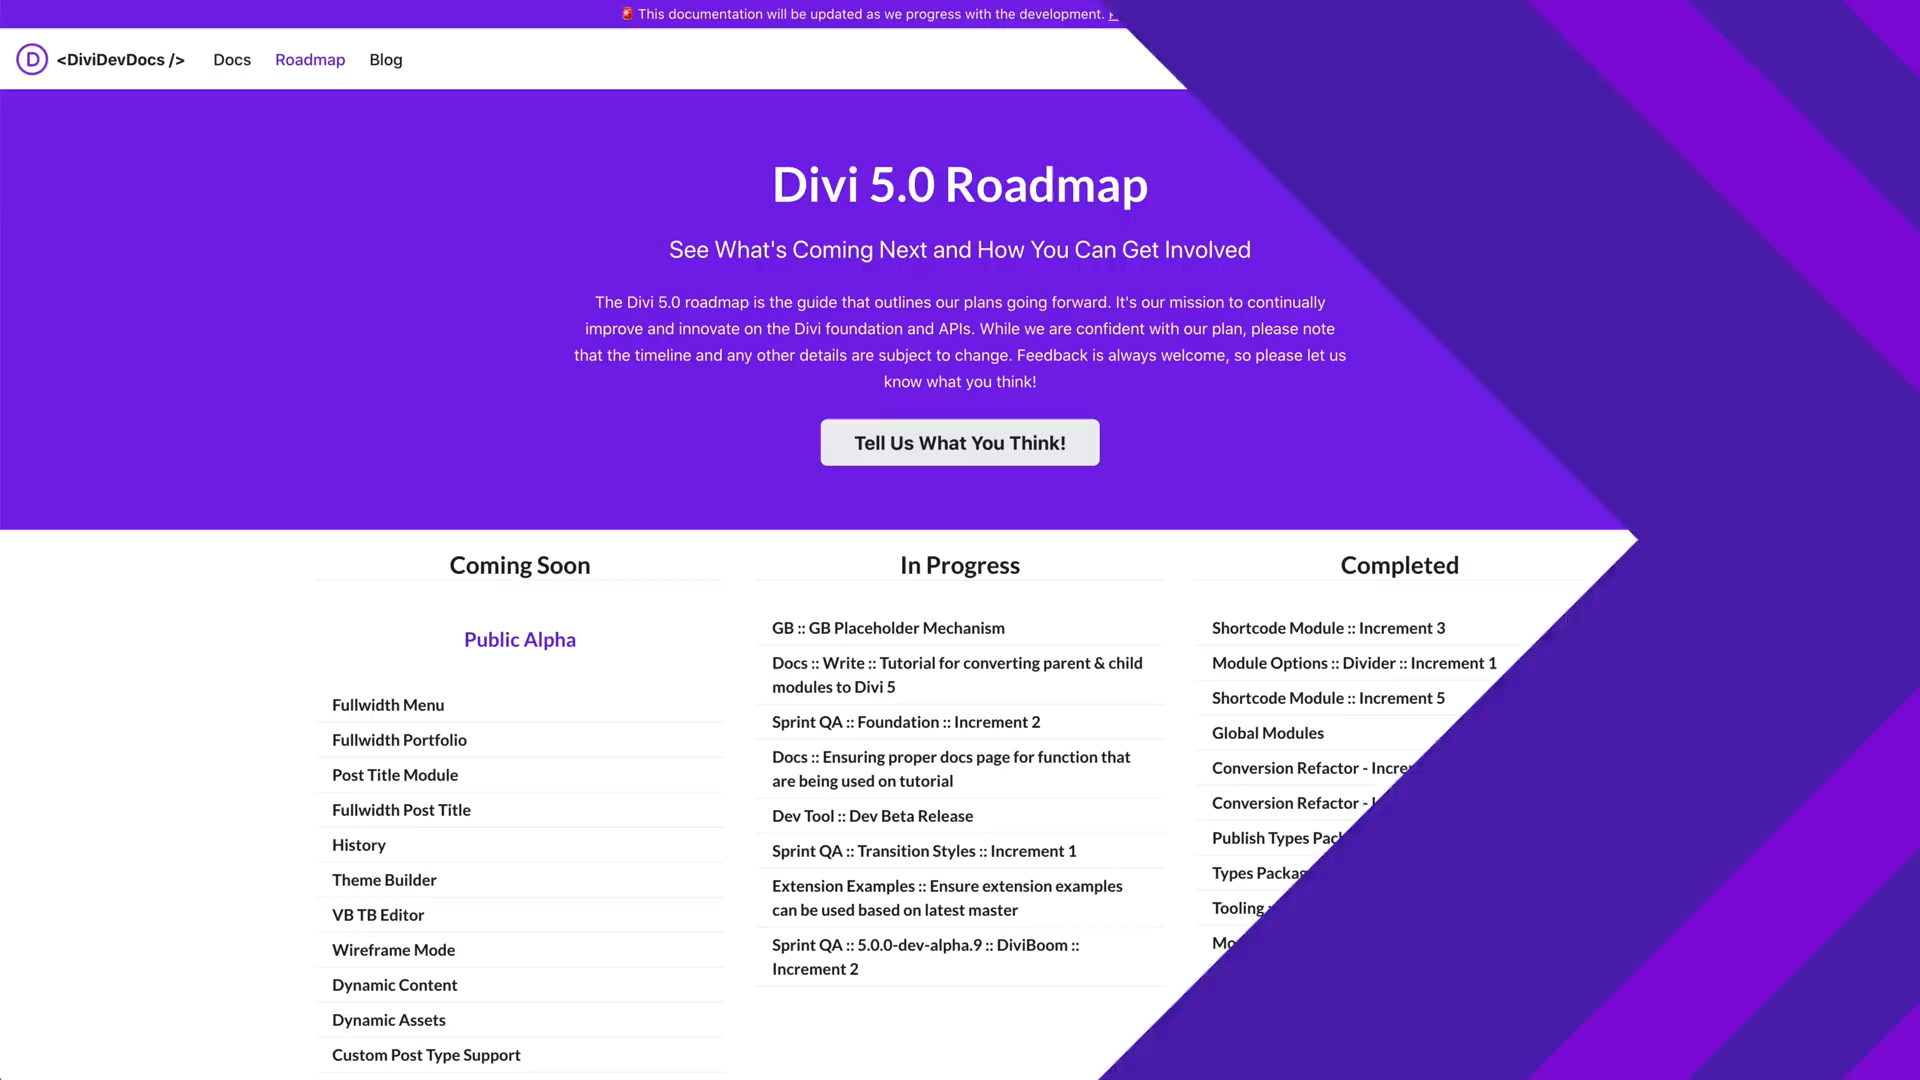 This documentation will be updated as we progress with the development.
D <DiviDevDocs /> Docs Roadmap Blog
Divi 5.0 Roadmap
See What's Coming Next and How You Can Get Involved
The Divi 5.0 roadmap is the guide that outlines our plans going forward. It's our mission to continually
improve and innovate on the Divi foundation and APIs. While we are confident with our plan, please note
that the timeline and any other details are subject to change. Feedback is always welcome, so please let us
know what you think!
Tell Us What You Think!
Coming Soon
Public Alpha
Fullwidth Menu
Fullwidth Portfolio
Post Title Module
Fullwidth Post Title
History
Theme Builder
VB TB Editor
Wireframe Mode
Dynamic Content
Dynamic Assets
Custom Post Type Support
In Progress
GB :: GB Placeholder Mechanism
Docs :: Write :: Tutorial for converting parent & child
modules to Divi 5
Sprint QA :: Foundation :: Increment 2
Docs :: Ensuring proper docs page for function that
are being used on tutorial
Dev Tool :: Dev Beta Release
Sprint QA :: Transition Styles :: Increment 1
Extension Examples :: Ensure extension examples
can be used based on latest master
Sprint QA :: 5.0.0-dev-alpha.9 :: DiviBoom ::
Increment 2
Completed
Shortcode Module :: Increment 3
Module Options :: Divider :: Increment 1
Shortcode Module :: Increment 5
Global Modules
Conversion Refactor -
Conversion Refactor -
Publish Types
Types
Tooling